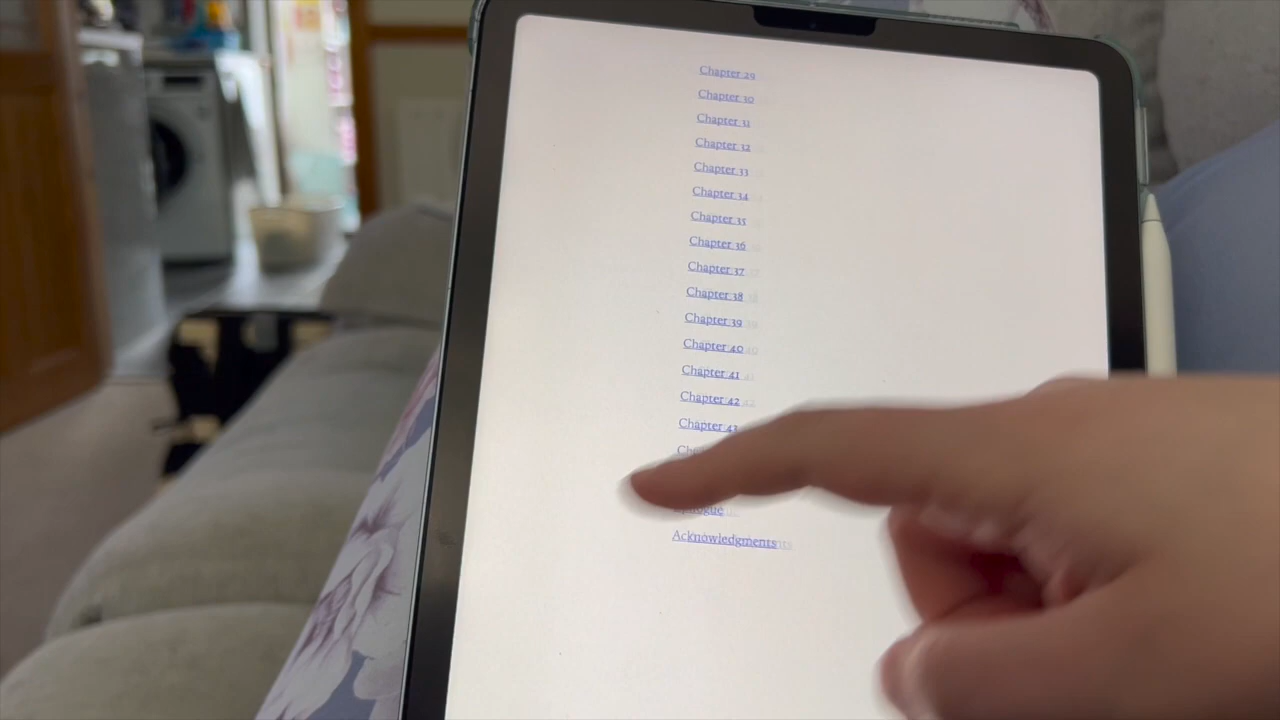 Chapter 29
Chapter 30
Chapter 31
Chapter 32
Chapter 33
Chapter 34
Chapter 35
Chapter 36
Chapter 37
Chapter 38
Chapter 39
Chapter 40
Chapter 41
Chapter 42
Chapter 43
Acknowledgments